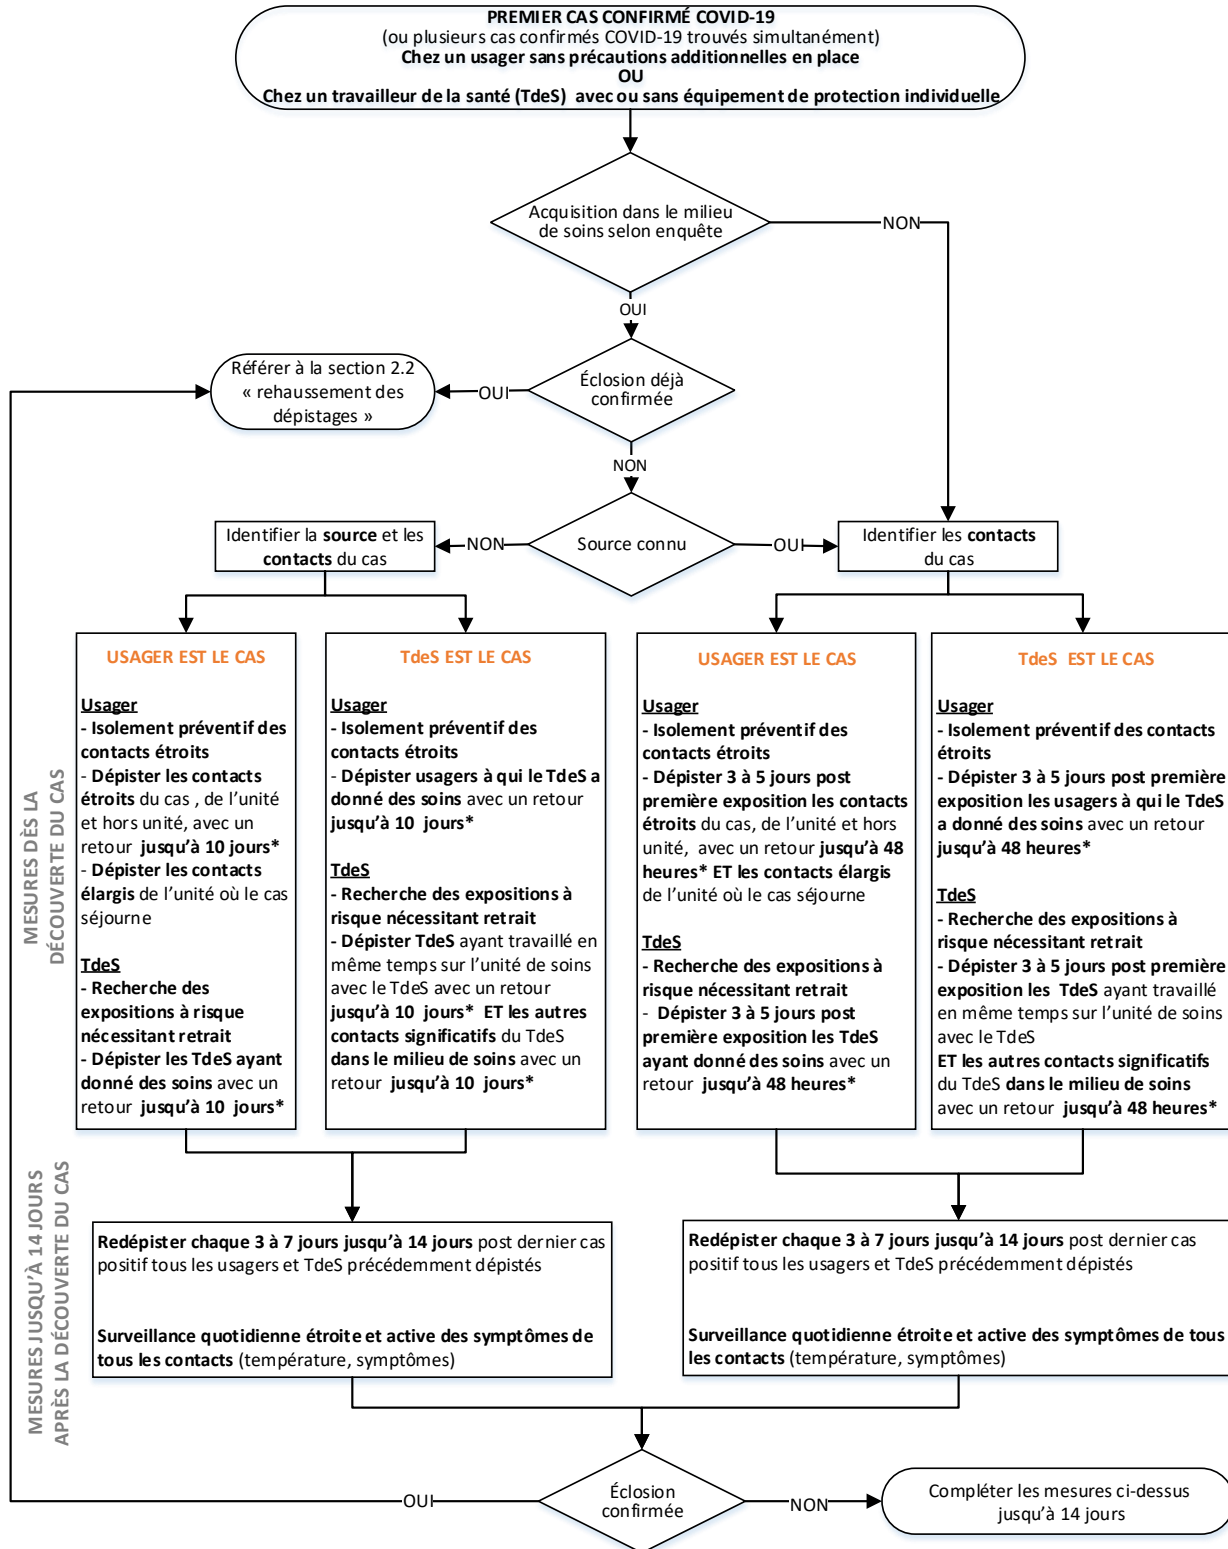 PREMIER CAS CONFIRMÉ COVID-19
(ou plusieurs cas confirmés COVID-19 trouvés simultanément)
Chez un usager sans précautions additionnelles en place
OU
Chez un travailleur de la santé (TdeS) avec ou sans équipement de protection individuelle
Acquisition dans le milieu
de soins selon enquête
NON
OUI
Référer à la section 2.2
« rehaussement des
dépistages »
OUI
Éclosion déjà
confirmée
NON
Identifier la source et les
contacts du cas
NON
Source connu
OUI
Identifier les contacts
du cas
MESURES DÈS LA
DÉCOUVERTE DU CAS
USAGER EST LE CAS
Usager
- Isolement préventif des
contacts étroits
- Dépister les contacts
étroits du cas , de l’unité
et hors unité, avec un
retour jusqu’à 10 jours*
- Dépister les contacts
élargis de l’unité où le cas
séjourne
TdeS
- Recherche des
expositions à risque
nécessitant retrait
- Dépister les TdeS ayant
donné des soins avec un
retour jusqu’à 10 jours*
TdeS EST LE CAS
Usager
- Isolement préventif des
contacts étroits
- Dépister usagers à qui le TdeS a
donné des soins avec un retour
jusqu’à 10 jours*
TdeS
- Recherche des expositions à
risque nécessitant retrait
- Dépister TdeS ayant travaillé en
même temps sur l’unité de soins
avec le TdeS avec un retour
jusqu’à 10 jours* ET les autres
contacts significatifs du TdeS
dans le milieu de soins avec un
retour jusqu’à 10 jours*
USAGER EST LE CAS
Usager
- Isolement préventif des
contacts étroits
- Dépister 3 à 5 jours post
première exposition les contacts
étroits du cas, de l’unité et hors
unité, avec un retour jusqu’à 48
heures* ET les contacts élargis
de l’unité où le cas séjourne
TdeS
- Recherche des expositions à
risque nécessitant retrait
- Dépister 3 à 5 jours post
première exposition les TdeS
ayant donné des soins avec un
retour jusqu’à 48 heures*
TdeS EST LE CAS
Usager
- Isolement préventif des contacts
étroits
- Dépister 3 à 5 jours post première
exposition les usagers à qui le TdeS
a donné des soins avec un retour
jusqu’à 48 heures*
TdeS
- Recherche des expositions à
risque nécessitant retrait
- Dépister 3 à 5 jours post première
exposition les TdeS ayant travaillé
en même temps sur l’unité de soins
avec le TdeS
ET les autres contacts significatifs
du TdeS dans le milieu de soins
avec un retour jusqu’à 48 heures*
MESURES JUSQU’À 14 JOURS
APRÈS LA DÉCOUVERTE DU CAS
Redépister chaque 3 à 7 jours jusqu’à 14 jours post dernier cas
positif tous les usagers et TdeS précédemment dépistés
Surveillance quotidienne étroite et active des symptômes de
tous les contacts (température, symptômes)
Redépister chaque 3 à 7 jours jusqu’à 14 jours post dernier cas
positif tous les usagers et TdeS précédemment dépistés
Surveillance quotidienne étroite et active des symptômes de tous
les contacts (température, symptômes)
OUI
Éclosion
confirmée
NON
Compléter les mesures ci-dessus
jusqu’à 14 jours